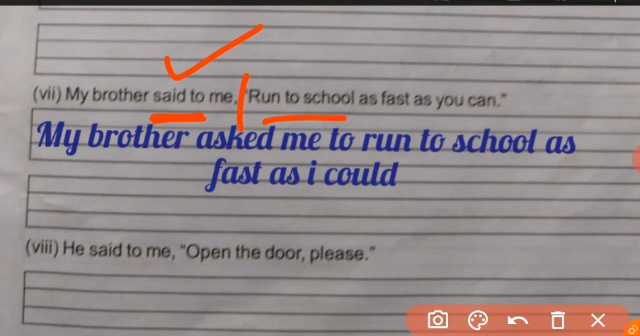 (vii) My brother said to me, "Run to school as fast as you can."
My brother asked me to run to school as
fast as i could
(viii) He said to me, "Open the door, please."